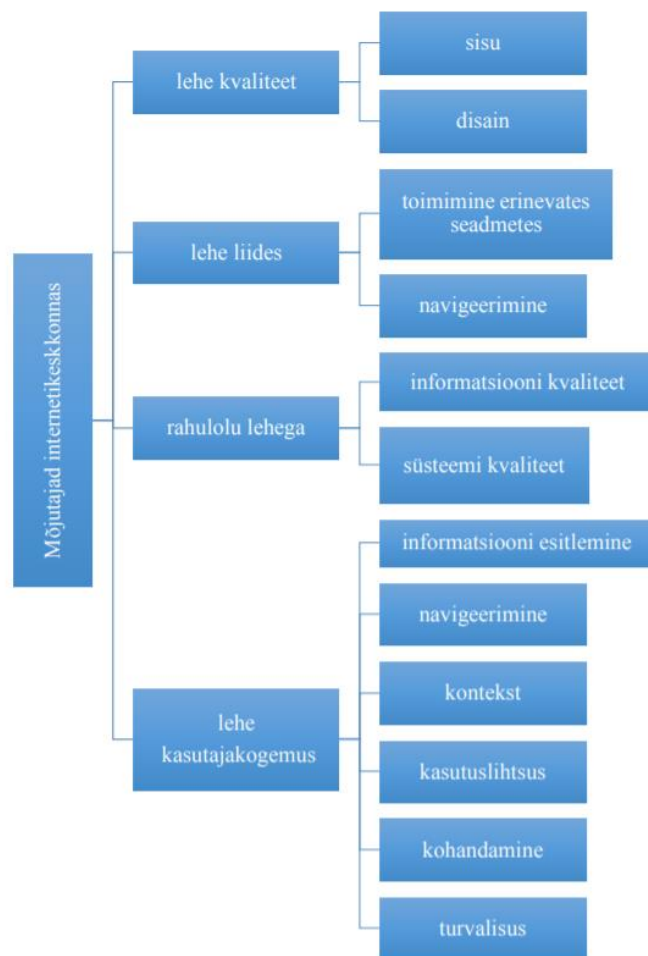 Mõjutajad internetikeskkonnas
lehe kvaliteet
sisu
disain
lehe liides
toimimine erinevates
seadmetes
navigeerimine
rahulolu lehega
informatsiooni kvaliteet
süsteemi kvaliteet
lehe
kasutajakogemus
informatsiooni esitlemine
navigeerimine
kontekst
kasutuslihtsus
kohandamine
turvalisus